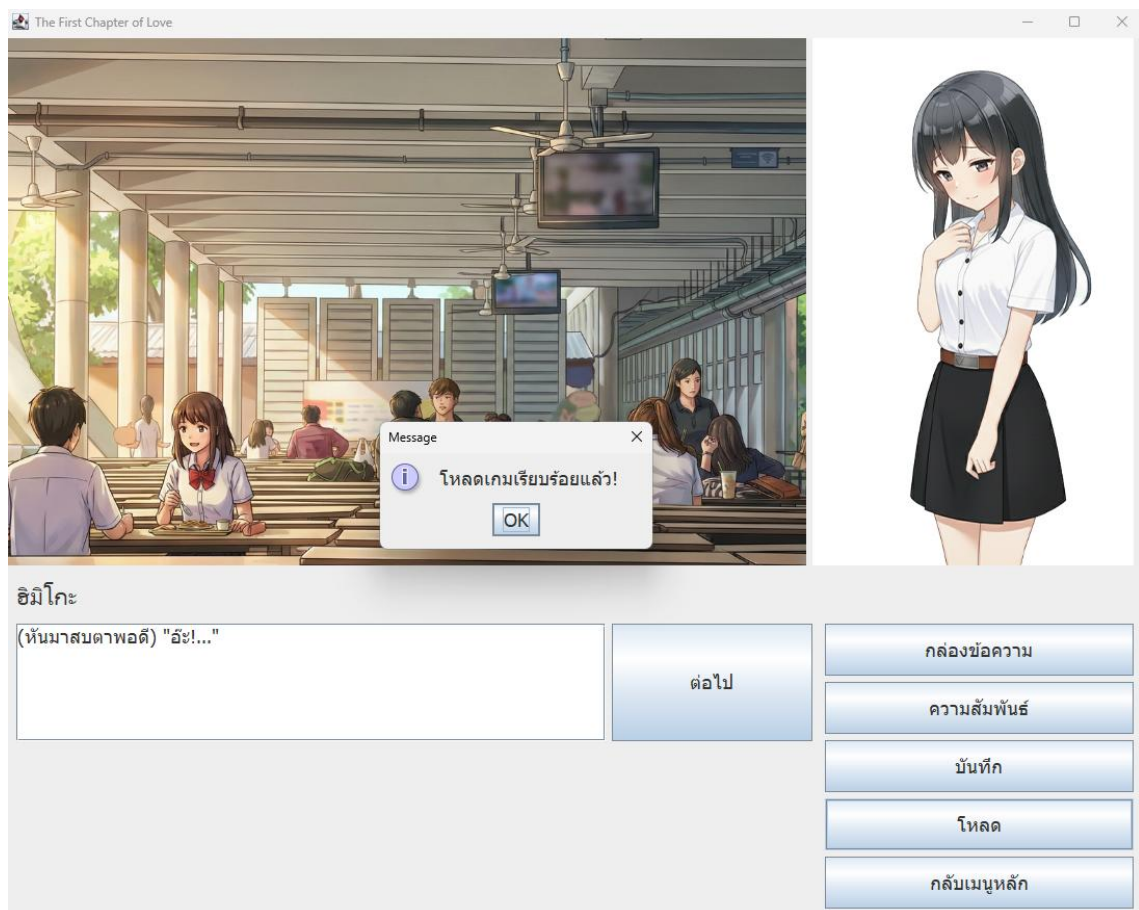 The First Chapter of Love
Message
โหลดเกมเรียบร้อยแล้ว!
OK
ฮิมิโกะ
(หันมาสบตาพอดี) "อ๊ะ!..."
ต่อไป
กล่องข้อความ
ความสัมพันธ์
บันทึก
โหลด
กลับเมนูหลัก